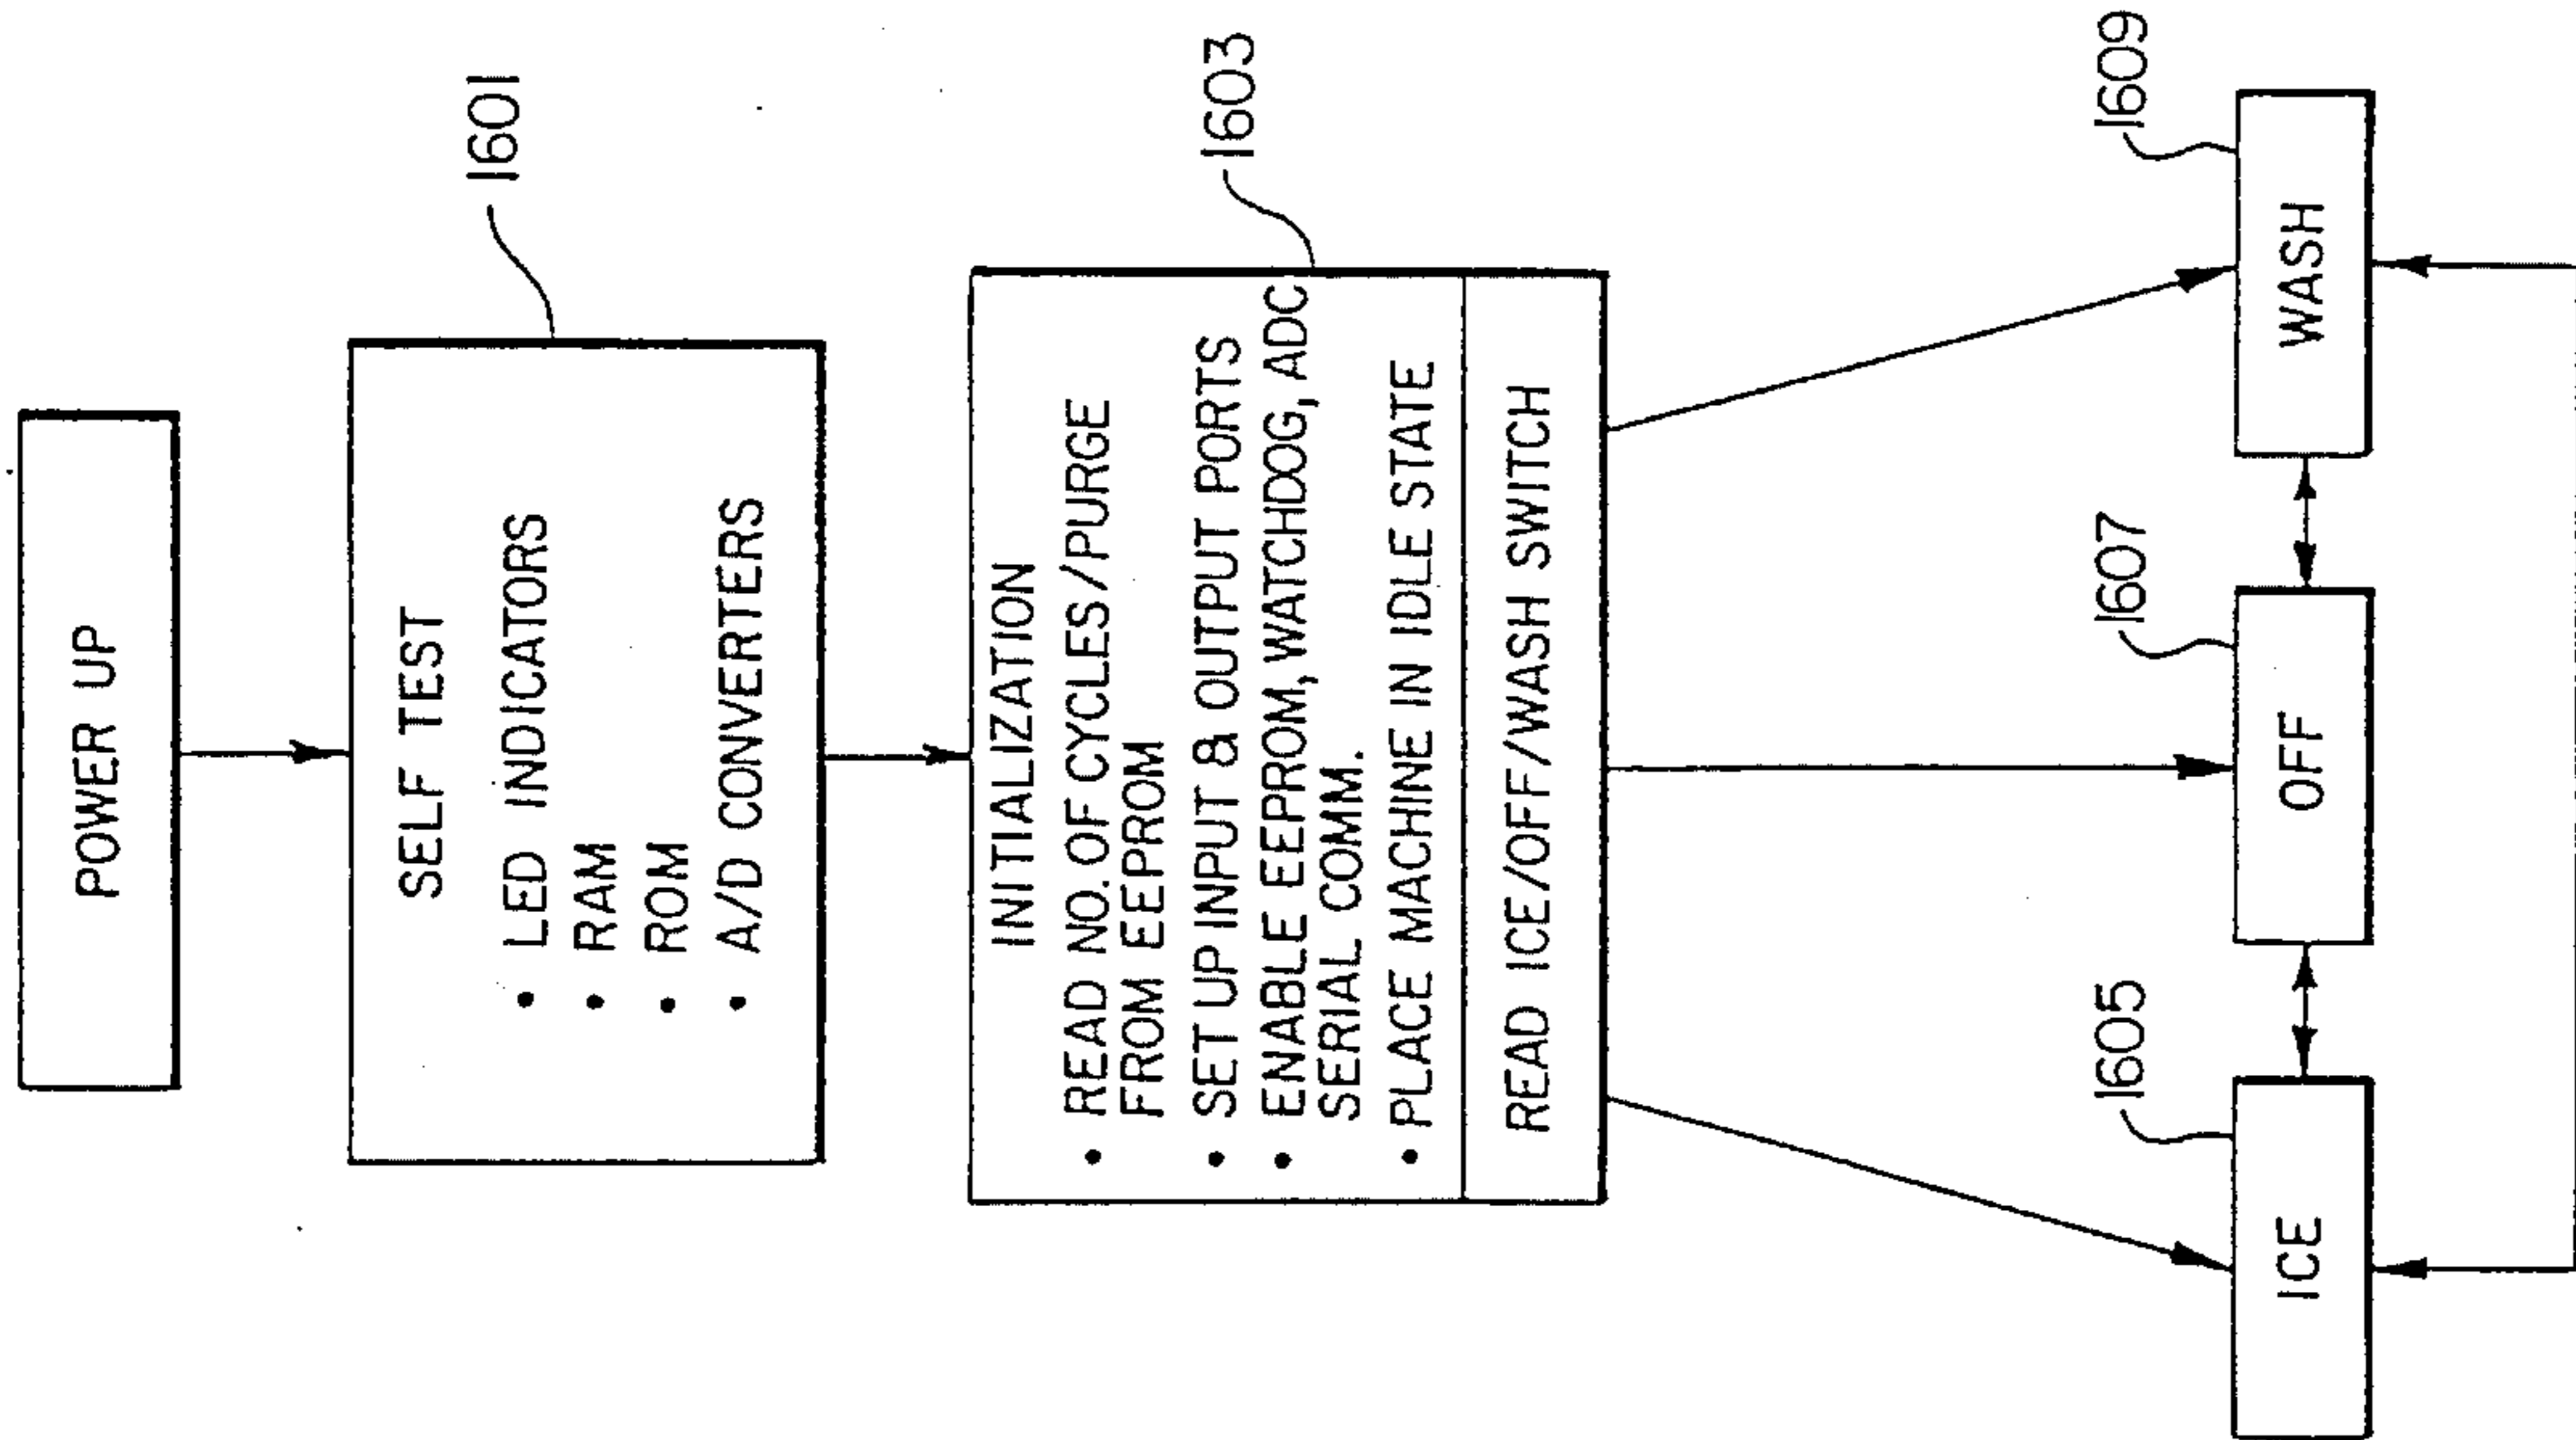 POWER UP
SELF TEST
• LED INDICATORS
• RAM
• ROM
• A/D CONVERTERS
1601
INITIALIZATION
• READ NO. OF CYCLES/PURGE
FROM EEPROM
• SET UP INPUT & OUTPUT PORTS
• ENABLE EEPROM, WATCHDOG, ADC
SERIAL COMM.
• PLACE MACHINE IN IDLE STATE
READ ICE/OFF/WASH SWITCH
1603
1605
ICE
1607
OFF
1609
WASH